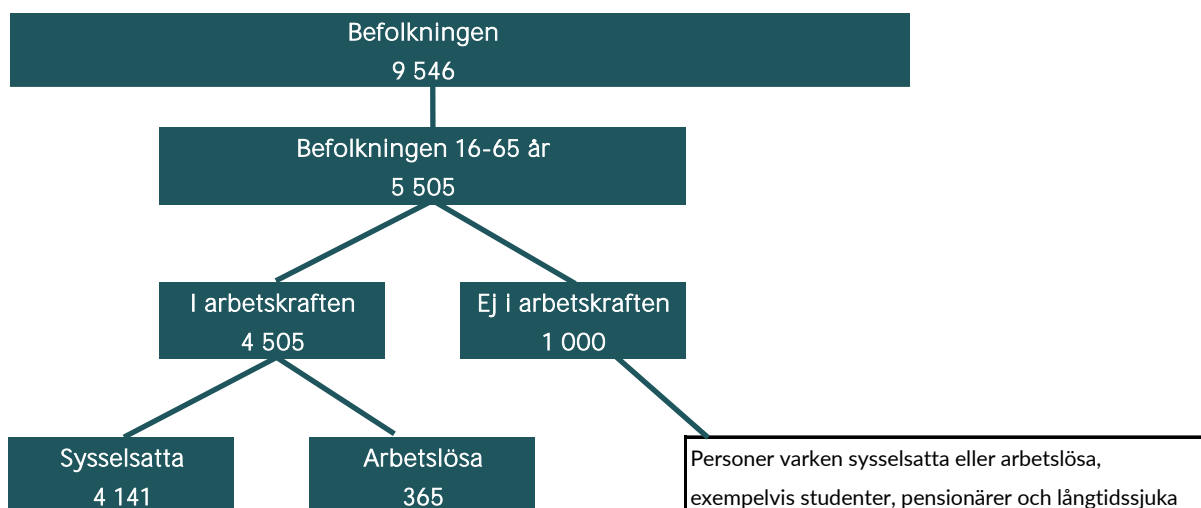 Befolkningen
9 546
Befolkningen 16-65 år
5 505
I arbetskraften
4 505
Ej i arbetskraften
1 000
Sysselsatta
4 141
Arbetslösa
365
Personer varken sysselsatta eller arbetslösa,
exempelvis studenter, pensionärer och långtidssjuka